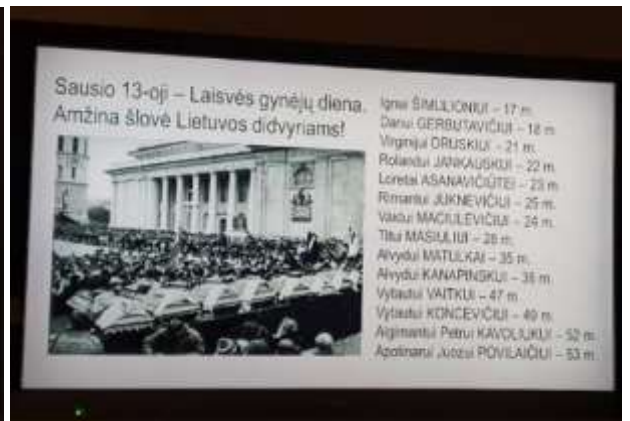 Sausio 13-oji – Laisvės gynėjų diena.
Amžina šlovė Lietuvos didvyriams!
Ignui ŠIMULIONIUI – 17 m.
Dariui GERBUTAVIČIUI – 18 m.
Virginijui DRUSKIUI – 21 m.
Rolandui JANKAUSKUI – 22 m.
Loretai ASANAVIČIŪTEI – 23 m.
Rimantui JUKNEVIČIUI – 25 m.
Vaidui MACIULEVIČIUI – 24 m.
Titui MASIULIUI – 28 m.
Alvydui MATULKAI – 35 m.
Alvydui KANAPINSKUI – 38 m.
Vytautui VAITKUI – 47 m.
Vytautui KONCEVIČIUI – 49 m.
Algimantui Petrui KAVOLIUKUI – 52 m.
Apolinarui Juozui POVILAIČIUI – 53 m.